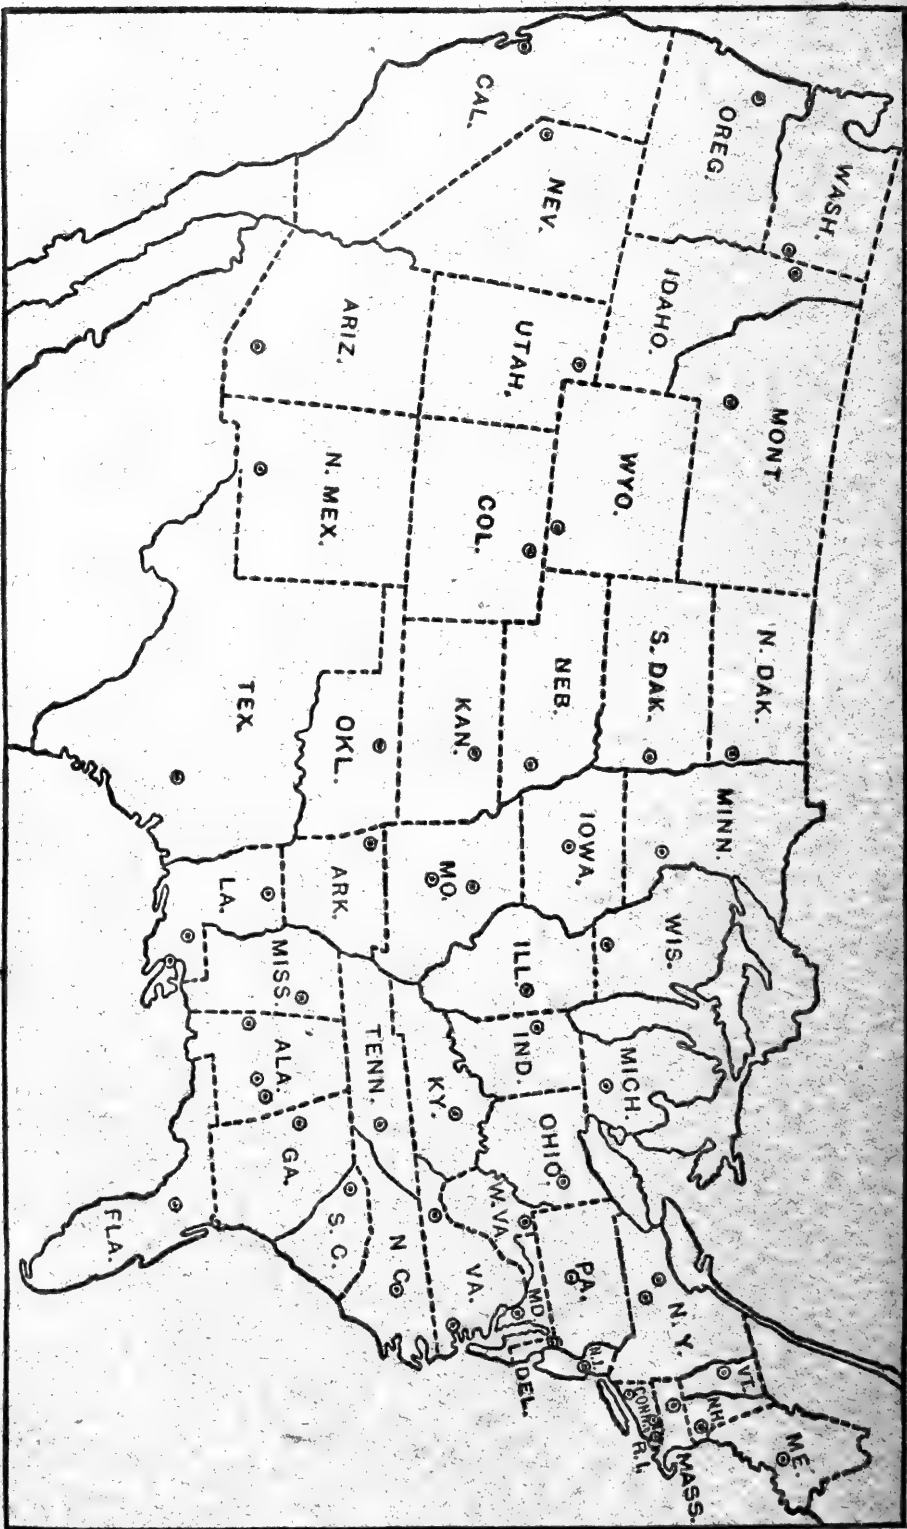 WASH.
OREG.
CAL.
NEV.
IDAHO.
MONT.
UTAH,
ARIZ.
WYO.
COL.
N. MEX.
N. DAK.
S. DAK.
NEB.
KAN.
OKL.
TEX.
MINN.
IOWA.
MO.
ARK.
LA.
WIS.
ILL.
MISS.
MICH.
IND.
KY.
TENN.
ALA.
OHIO.
GA.
FLA.
W. VA.
VA.
N C.
S. C.
PA.
MD
DEL.
N. Y.
N.J.
VT.
N.H.
ME.
MASS.
CONN.
R.I.